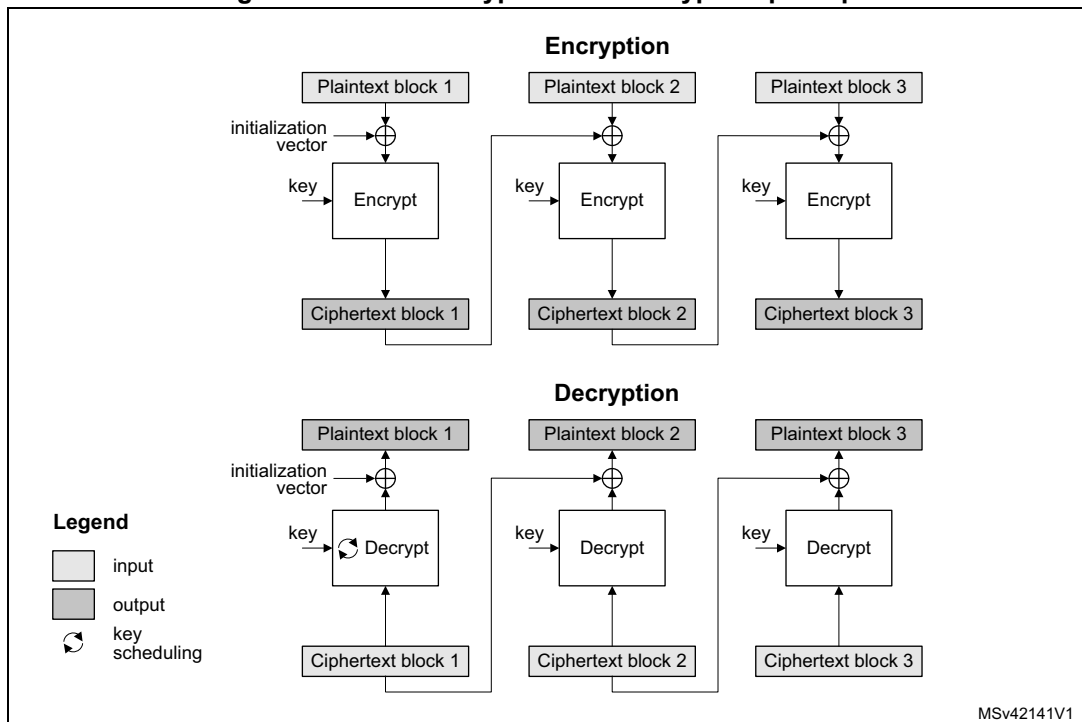 Encryption
Plaintext block 1
Plaintext block 2
Plaintext block 3
initialization
vector
key
Encrypt
key
Encrypt
key
Encrypt
Ciphertext block 1
Ciphertext block 2
Ciphertext block 3
Decryption
Plaintext block 1
Plaintext block 2
Plaintext block 3
initialization
vector
key
Decrypt
key
Decrypt
key
Decrypt
Ciphertext block 1
Ciphertext block 2
Ciphertext block 3
Legend
input
output
key
scheduling
MSv42141V1